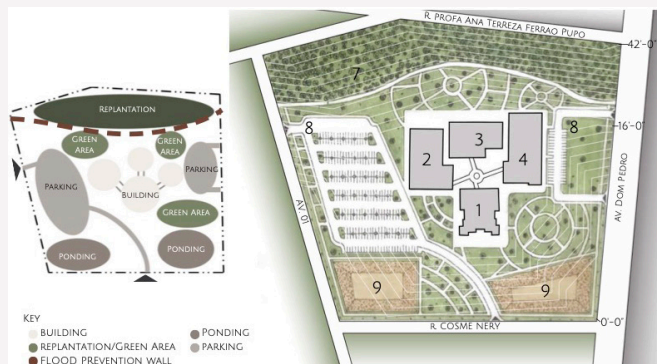 REPLANTATION
GREEN
AREA
GREEN
AREA
PARKING
PARKING
BUILDING
GREEN AREA
PONDING
PONDING
KEY
BUILDING
REPLANTATION/GREEN AREA
FLOOD PREVENTION WALL
PONDING
PARKING
R. PROFA ANA TERREZA FERRAO PUPO
42'-0"
7
8
8
16'-0"
3
2
4
1
AV. 01
AV. DOM PEDRO
9
9
0'-0"
R. COSME NERY